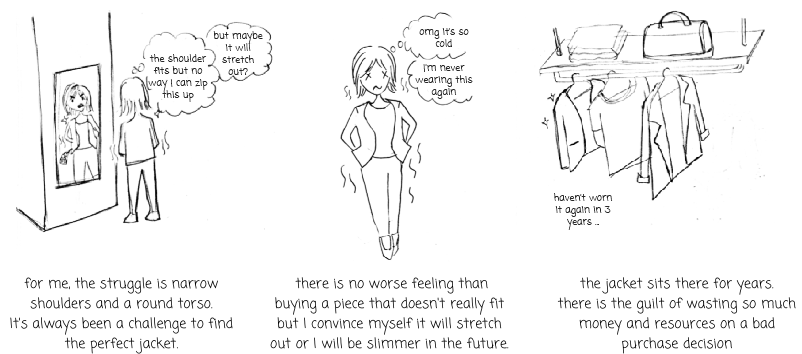 the shoulder
fits but no
way I can zip
this up
but maybe
it will
stretch
out?
for me, the struggle is narrow
shoulders and a round torso.
It's always been a challenge to find
the perfect jacket.
omg it's so
cold
i'm never
wearing this
again
there is no worse feeling than
buying a piece that doesn't really fit
but I convince myself it will stretch
out or I will be slimmer in the future.
haven't worn
it again in 3
years ..
the jacket sits there for years.
there is the guilt of wasting so much
money and resources on a bad
purchase decision